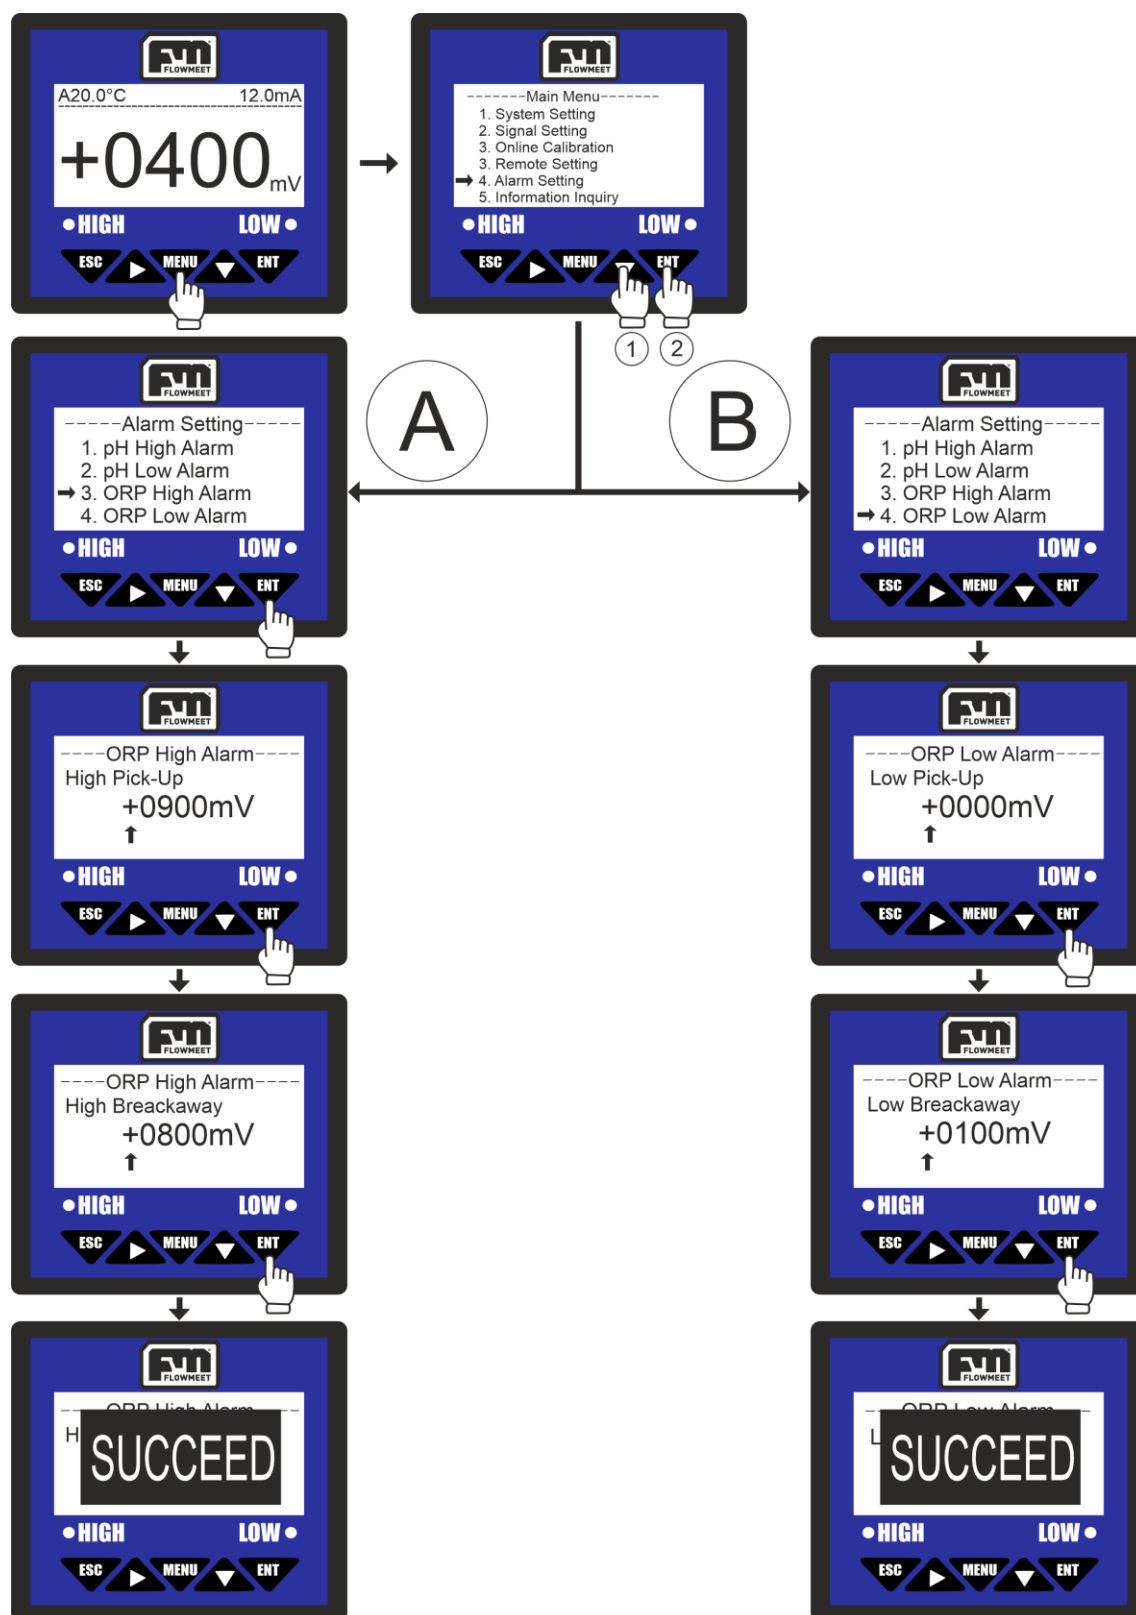 FLOWMEET
A20.0°C 12.0mA
+0400mV
HIGH LOW
ESC MENU ENT
FLOWMEET
-------Main Menu-------
1. System Setting
2. Signal Setting
3. Online Calibration
3. Remote Setting
4. Alarm Setting
5. Information Inquiry
HIGH LOW
ESC MENU ENT
1 2
A
B
FLOWMEET
-----Alarm Setting-----
1. pH High Alarm
2. pH Low Alarm
3. ORP High Alarm
4. ORP Low Alarm
HIGH LOW
ESC MENU ENT
FLOWMEET
----ORP High Alarm----
High Pick-Up
+0900mV
HIGH LOW
ESC MENU ENT
FLOWMEET
----ORP High Alarm----
High Breackaway
+0800mV
HIGH LOW
ESC MENU ENT
FLOWMEET
ORP High Alarm
H
SUCCEED
HIGH LOW
ESC MENU ENT
FLOWMEET
-----Alarm Setting-----
1. pH High Alarm
2. pH Low Alarm
3. ORP High Alarm
4. ORP Low Alarm
HIGH LOW
ESC MENU ENT
FLOWMEET
----ORP Low Alarm----
Low Pick-Up
+0000mV
HIGH LOW
ESC MENU ENT
FLOWMEET
----ORP Low Alarm----
Low Breackaway
+0100mV
HIGH LOW
ESC MENU ENT
FLOWMEET
ORP Low Alarm
L
SUCCEED
HIGH LOW
ESC MENU ENT